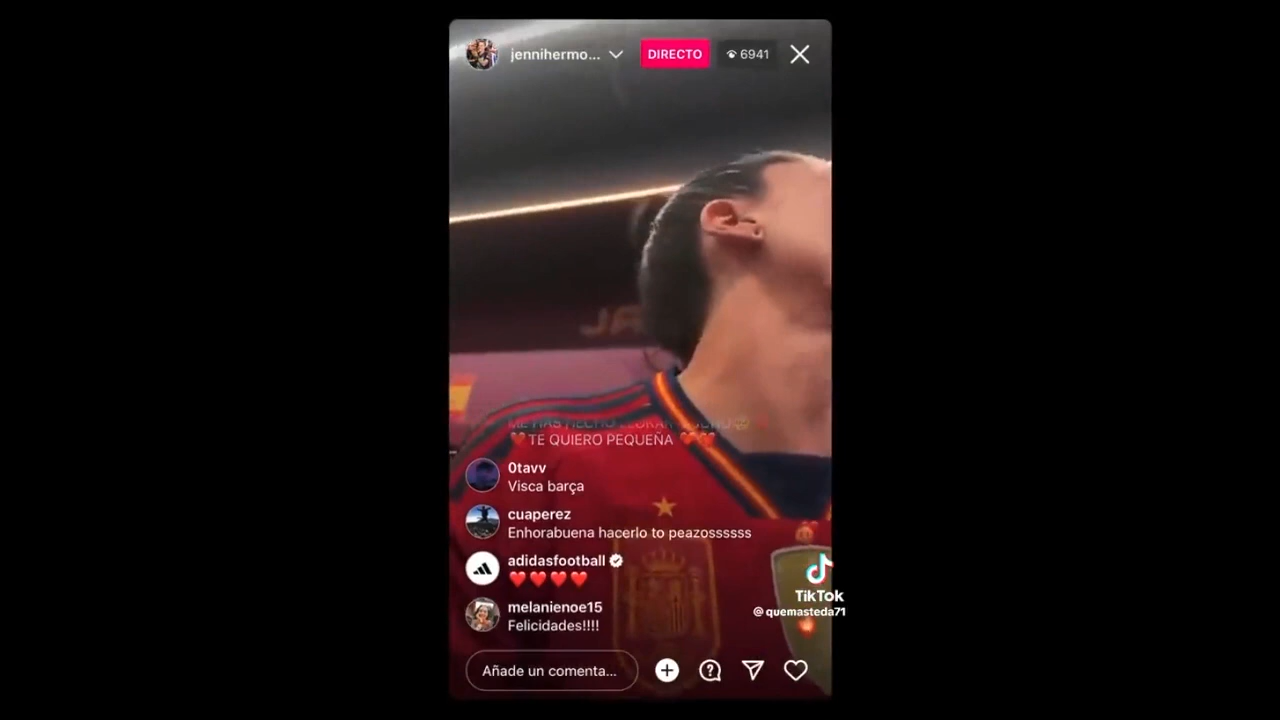 jennihermo...
DIRECTO
6941
TE QUIERO PEQUEÑA
0tavv
Visca barça
cuaperez
Enhorabuena hacerlo to peazossssss
adidasfootball
melanienoe15
Felicidades!!!!
TikTok
@quemasteda71
Añade un comenta...